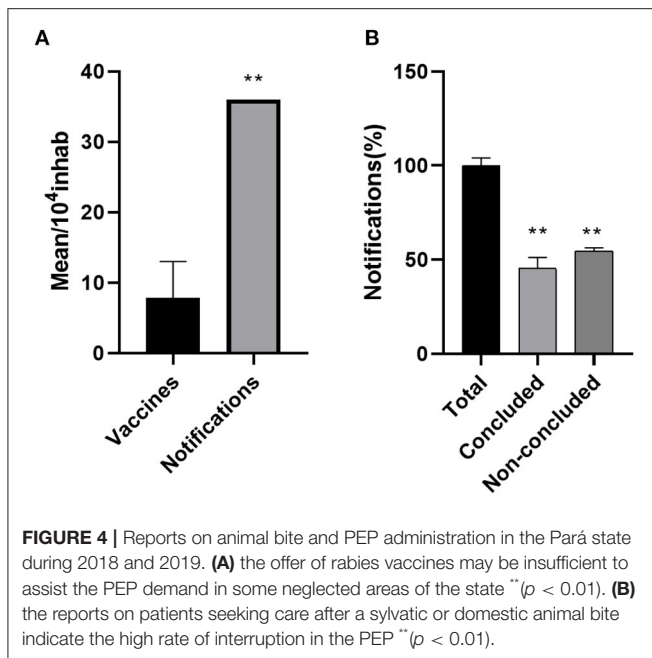 A
B
**
Mean/10⁴inhab
40
30
20
10
0
Vaccines
Notifications
** **
Notifications(%)
150
100
50
0
Total
Concluded
Non-concluded
FIGURE 4 | Reports on animal bite and PEP administration in the Pará state
during 2018 and 2019. (A) the offer of rabies vaccines may be insufficient to
assist the PEP demand in some neglected areas of the state **(p < 0.01). (B)
the reports on patients seeking care after a sylvatic or domestic animal bite
indicate the high rate of interruption in the PEP **(p < 0.01).